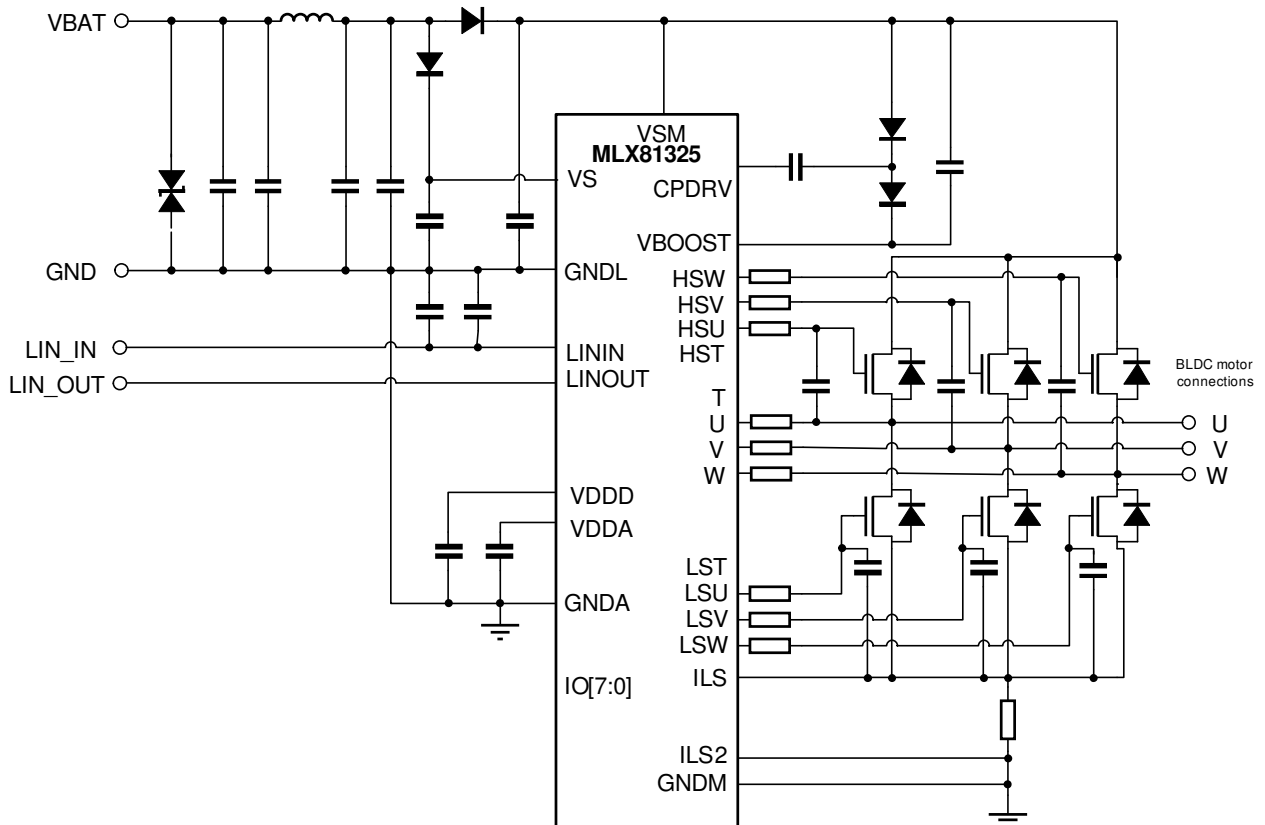 VBAT
VSM
MLX81325
VS
CPDRV
VBOOST
GND
GNDL
HSW
HSV
HSU
HST
LIN_IN
LININ
LIN_OUT
LINOUT
BLDC motor
connections
T
U
U
V
V
W
W
VDDD
VDDA
LST
LSU
GNDA
LSV
LSW
ILS
IO[7:0]
ILS2
GNDM